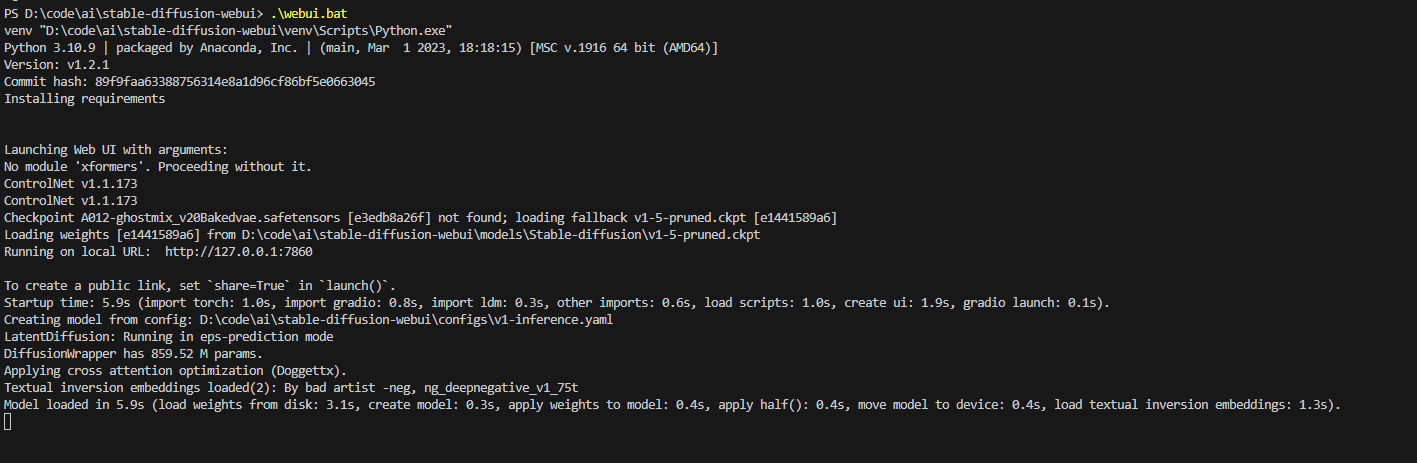 PS D:\code\ai\stable-diffusion-webui> .\webui.bat
venv "D:\code\ai\stable-diffusion-webui\venv\Scripts\Python.exe"
Python 3.10.9 | packaged by Anaconda, Inc. | (main, Mar  1 2023, 18:18:15) [MSC v.1916 64 bit (AMD64)]
Version: v1.2.1
Commit hash: 89f9faa63388756314e8a1d96cf86bf5e0663045
Installing requirements
Launching Web UI with arguments:
No module 'xformers'. Proceeding without it.
ControlNet v1.1.173
ControlNet v1.1.173
Checkpoint A012-ghostmix_v20Bakedvae.safetensors [e3edb8a26f] not found; loading fallback v1-5-pruned.ckpt [e1441589a6]
Loading weights [e1441589a6] from D:\code\ai\stable-diffusion-webui\models\Stable-diffusion\v1-5-pruned.ckpt
Running on local URL:  http://127.0.0.1:7860
To create a public link, set `share=True` in `launch()`.
Startup time: 5.9s (import torch: 1.0s, import gradio: 0.8s, import ldm: 0.3s, other imports: 0.6s, load scripts: 1.0s, create ui: 1.9s, gradio launch: 0.1s).
Creating model from config: D:\code\ai\stable-diffusion-webui\configs\v1-inference.yaml
LatentDiffusion: Running in eps-prediction mode
DiffusionWrapper has 859.52 M params.
Applying cross attention optimization (Doggettx).
Textual inversion embeddings loaded(2): By bad artist -neg, ng_deepnegative_v1_75t
Model loaded in 5.9s (load weights from disk: 3.1s, create model: 0.3s, apply weights to model: 0.4s, apply half(): 0.4s, move model to device: 0.4s, load textual inversion embeddings: 1.3s).